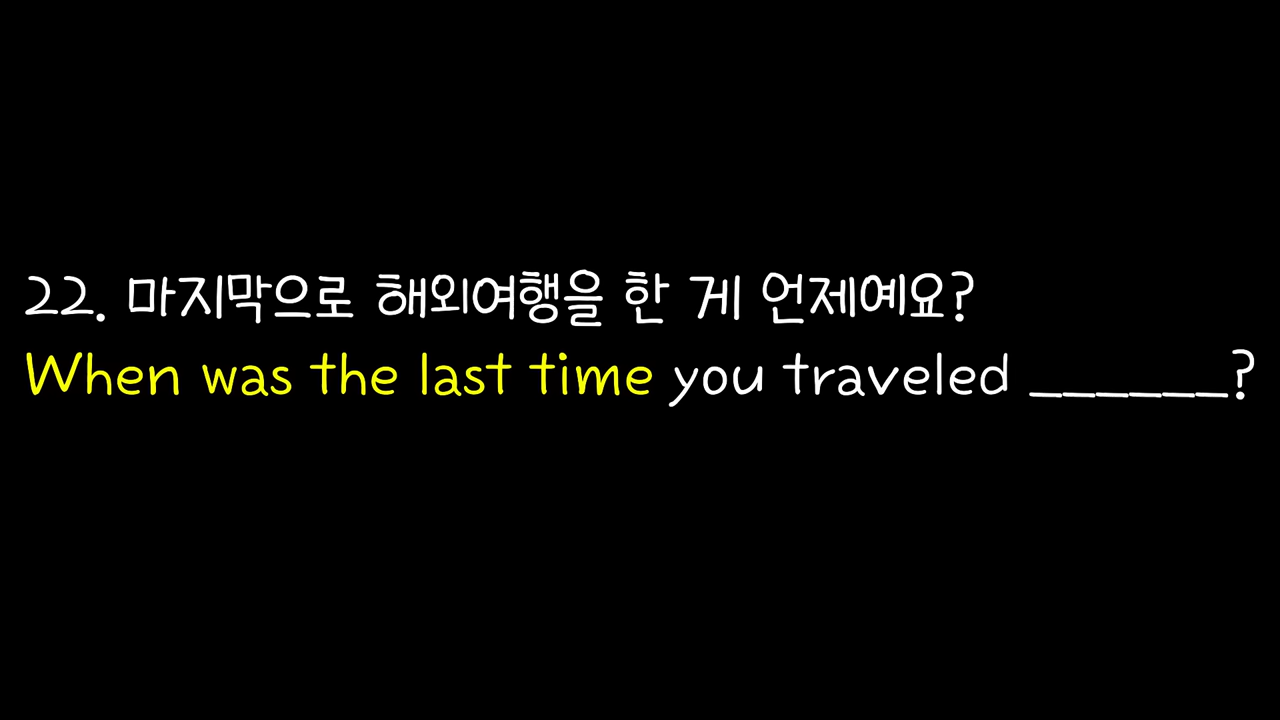 22. 마지막으로 해외여행을 한 게 언제예요?
When was the last time you traveled ______?